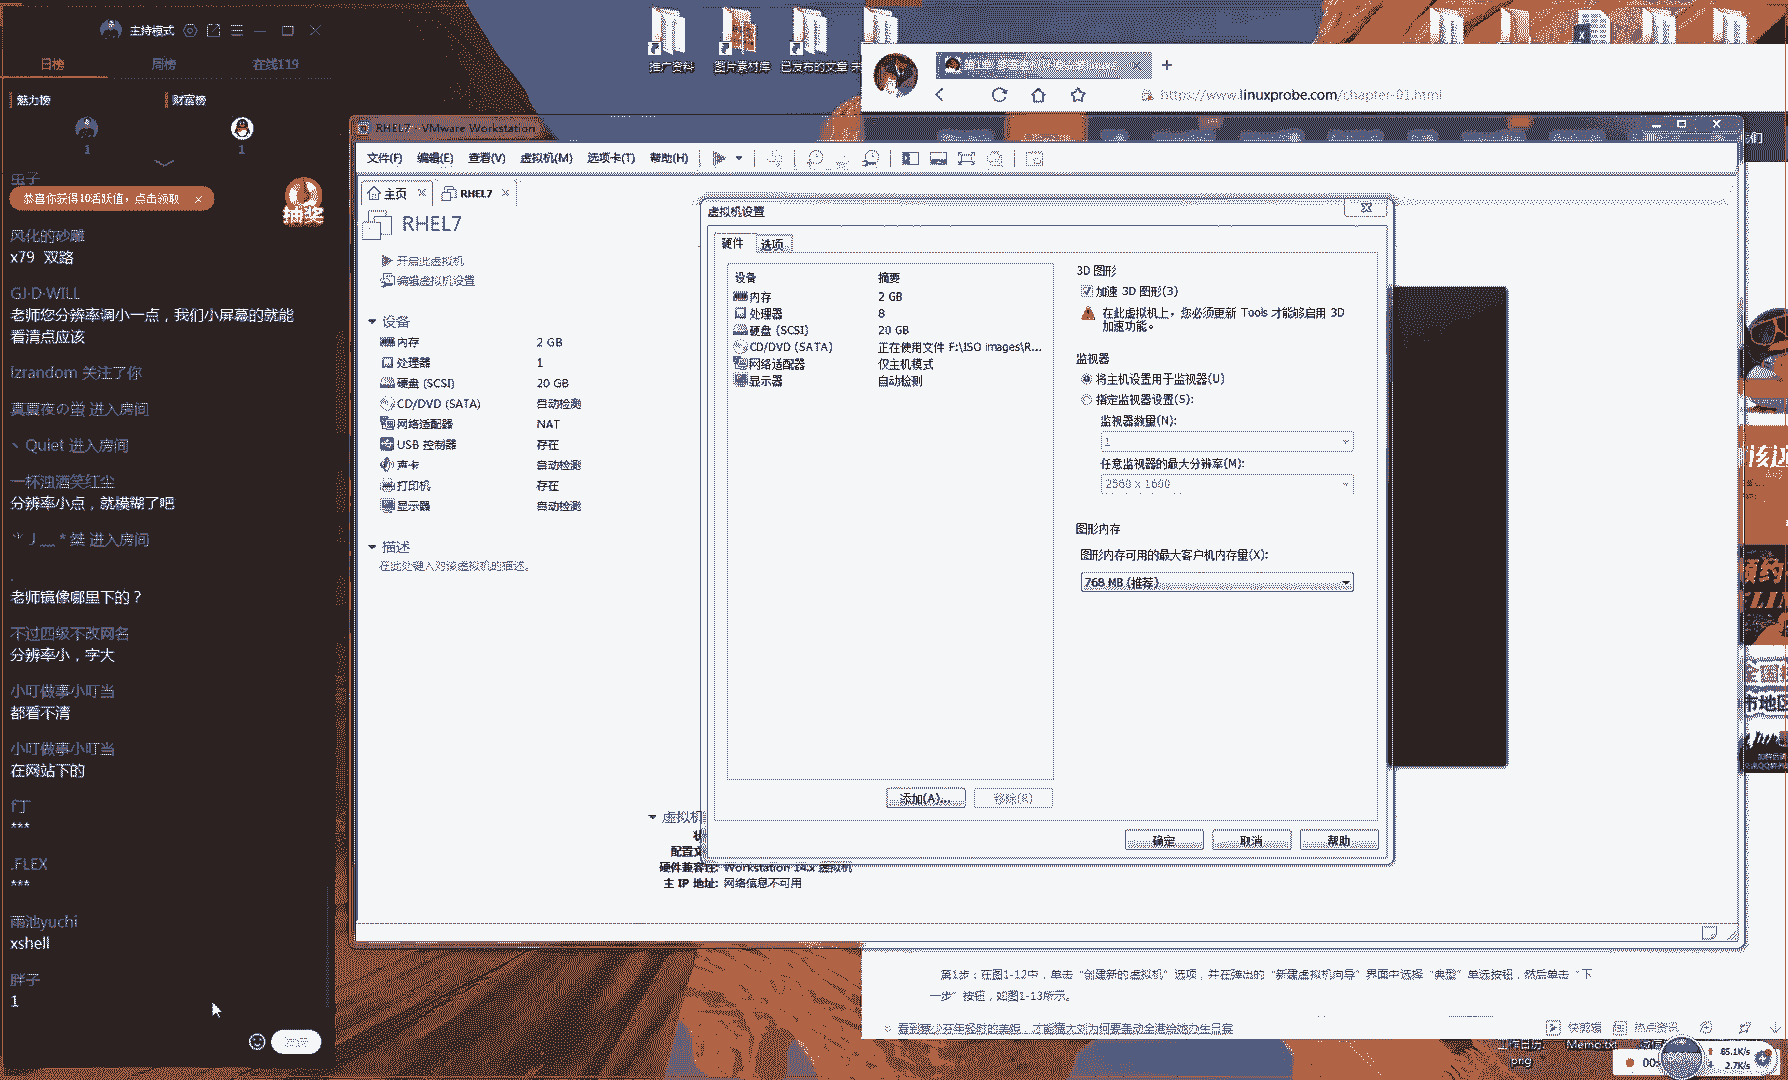 主持模式
日榜
周榜
在线119
魅力榜
财富榜
1
1
虫子
恭喜你获得10活跃值，点击领取
抽奖
风化的砂雕
x79 双路
GJ·D·WILL
老师您分辨率调小一点，我们小屏幕的就能
看清点应该
lzrandom 关注了你
真夏夜の蛍 进入房间
丶 Quiet 进入房间
一杯浊酒笑红尘
分辨率小点，就模糊了吧
进入房间
老师镜像哪里下的？
不过四级不改网名
分辨率小，字大
小叮做事小叮当
都看不清
小叮做事小叮当
在网站下的
f丁
***
.FLEX
***
雨池yuchi
xshell
胖子
1
推广资料
图片素材库
已发布的文章
https://www.linuxprobe.com/chapter-01.html
RHEL7 - VMware Workstation
文件(F) 编辑(E) 查看(V) 虚拟机(M) 选项卡(T) 帮助(H)
主页
RHEL7
RHEL7
开启此虚拟机
编辑虚拟机设置
设备
内存 2 GB
处理器 1
硬盘 (SCSI) 20 GB
CD/DVD (SATA) 自动检测
网络适配器 NAT
USB 控制器 存在
声卡 自动检测
打印机 存在
显示器 自动检测
描述
在此处键入对该虚拟机的描述。
虚拟机
配置文
硬件兼容性: Workstation 14.x 虚拟机
主 IP 地址: 网络信息不可用
虚拟机设置
硬件 选项
设备 摘要
内存 2 GB
处理器 8
硬盘 (SCSI) 20 GB
CD/DVD (SATA) 正在使用文件 F:\ISO images\R...
网络适配器 仅主机模式
显示器 自动检测
添加(A)...
移除(R)
3D 图形
加速 3D 图形(3)
在此虚拟机上，您必须更新 Tools 才能够启用 3D
加速功能。
监视器
将主机设置用于监视器(U)
指定监视器设置(S):
监视器数量(N):
1
任意监视器的最大分辨率(M):
2560 x 1600
图形内存
图形内存可用的最大客户机内存量(X):
768 MB (推荐)
确定
取消
帮助
第1步：在图1-12中，单击“创建新的虚拟机”选项，并在弹出的“新建虚拟机向导”界面中选择“典型”单选按钮，然后单击“下
一步”按钮，如图1-13所示。
快剪辑
热点资讯
工作日历
.png
Memo.txt
00:
85.1K/s
2.7K/s